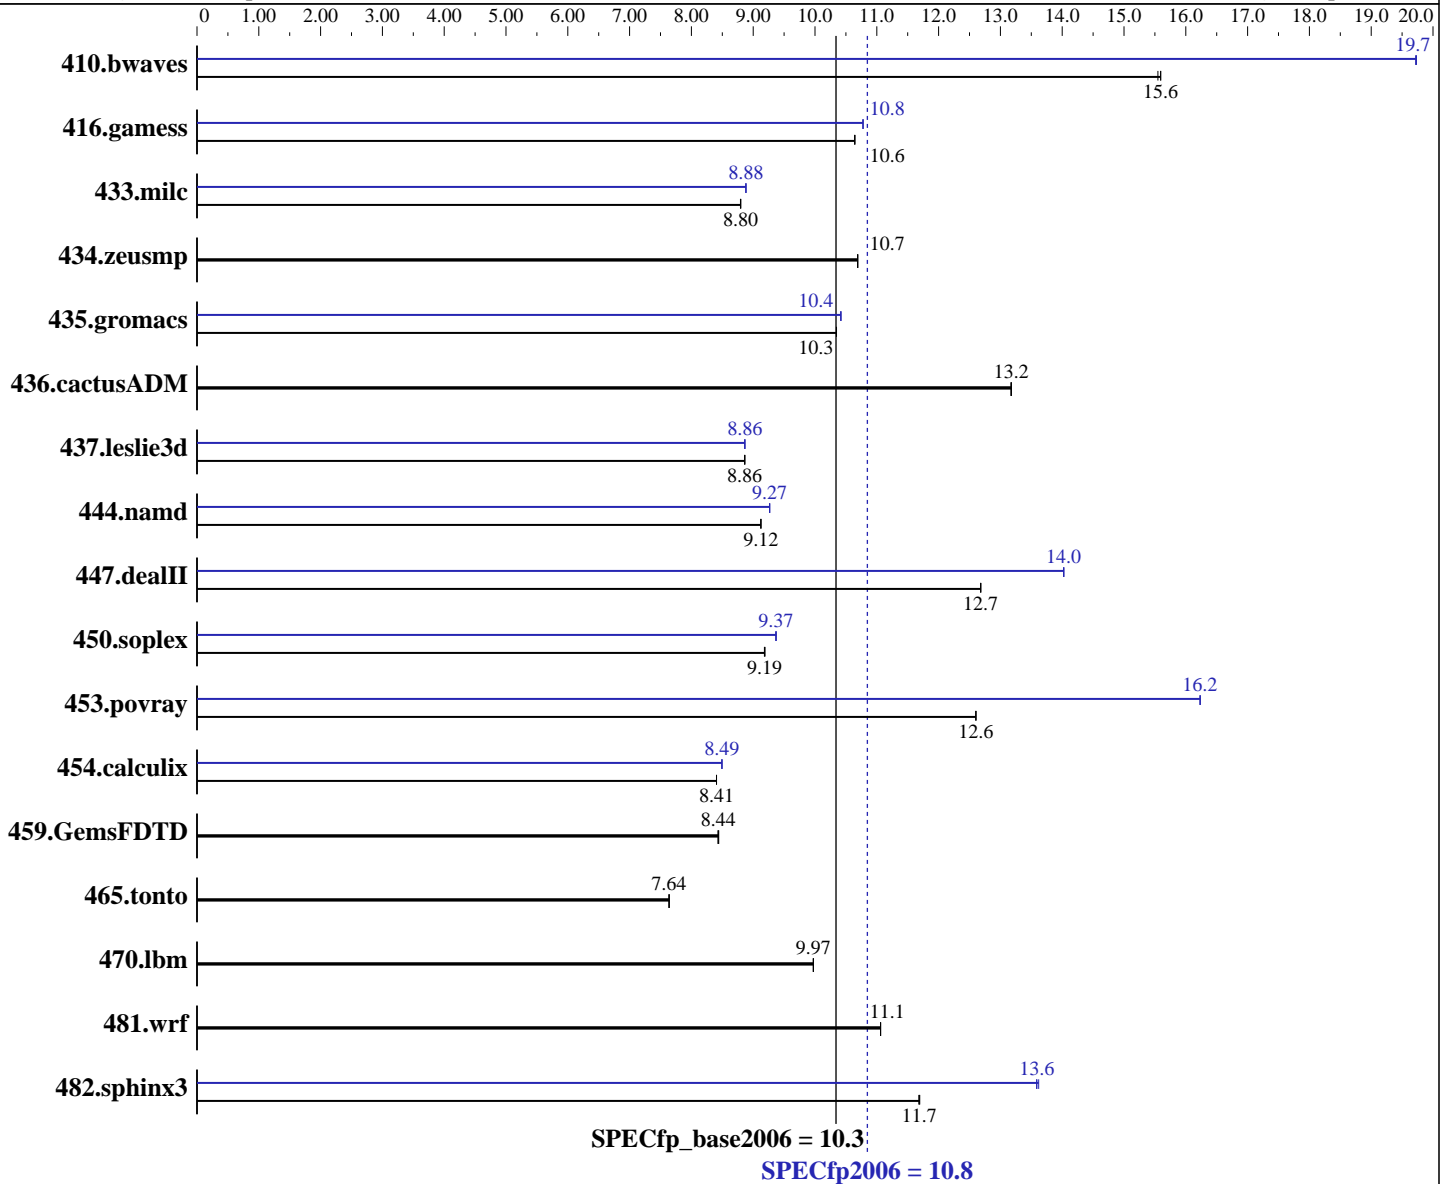 0 1.00 2.00 3.00 4.00 5.00 6.00 7.00 8.00 9.00 10.0 11.0 12.0 13.0 14.0 15.0 16.0 17.0 18.0 19.0 20.0
19.7
410.bwaves
15.6
10.8
416.gamess
10.6
8.88
433.milc
8.80
434.zeusmp
10.7
10.4
435.gromacs
10.3
436.cactusADM
13.2
8.86
437.leslie3d
8.86
9.27
444.namd
9.12
14.0
447.dealII
12.7
9.37
450.soplex
9.19
16.2
453.povray
12.6
8.49
454.calculix
8.41
459.GemsFDTD
8.44
465.tonto
7.64
470.lbm
9.97
481.wrf
11.1
13.6
482.sphinx3
11.7
SPECfp_base2006 = 10.3
SPECfp2006 = 10.8